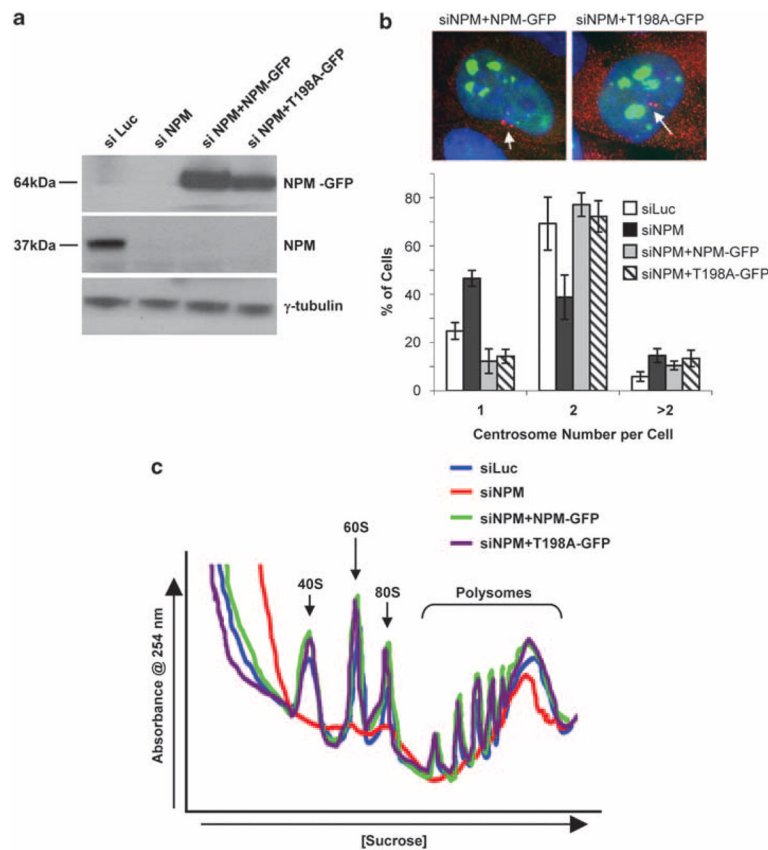 a
si Luc
si NPM
si NPM+NPM-GFP
si NPM+T198A-GFP
64kDa
NPM -GFP
37kDa
NPM
γ-tubulin
b
siNPM+NPM-GFP
siNPM+T198A-GFP
% of Cells
80
60
40
20
0
siLuc
siNPM
siNPM+NPM-GFP
siNPM+T198A-GFP
1
2
>2
Centrosome Number per Cell
c
siLuc
siNPM
siNPM+NPM-GFP
siNPM+T198A-GFP
40S
60S
80S
Polysomes
Absorbance @ 254 nm
[Sucrose]